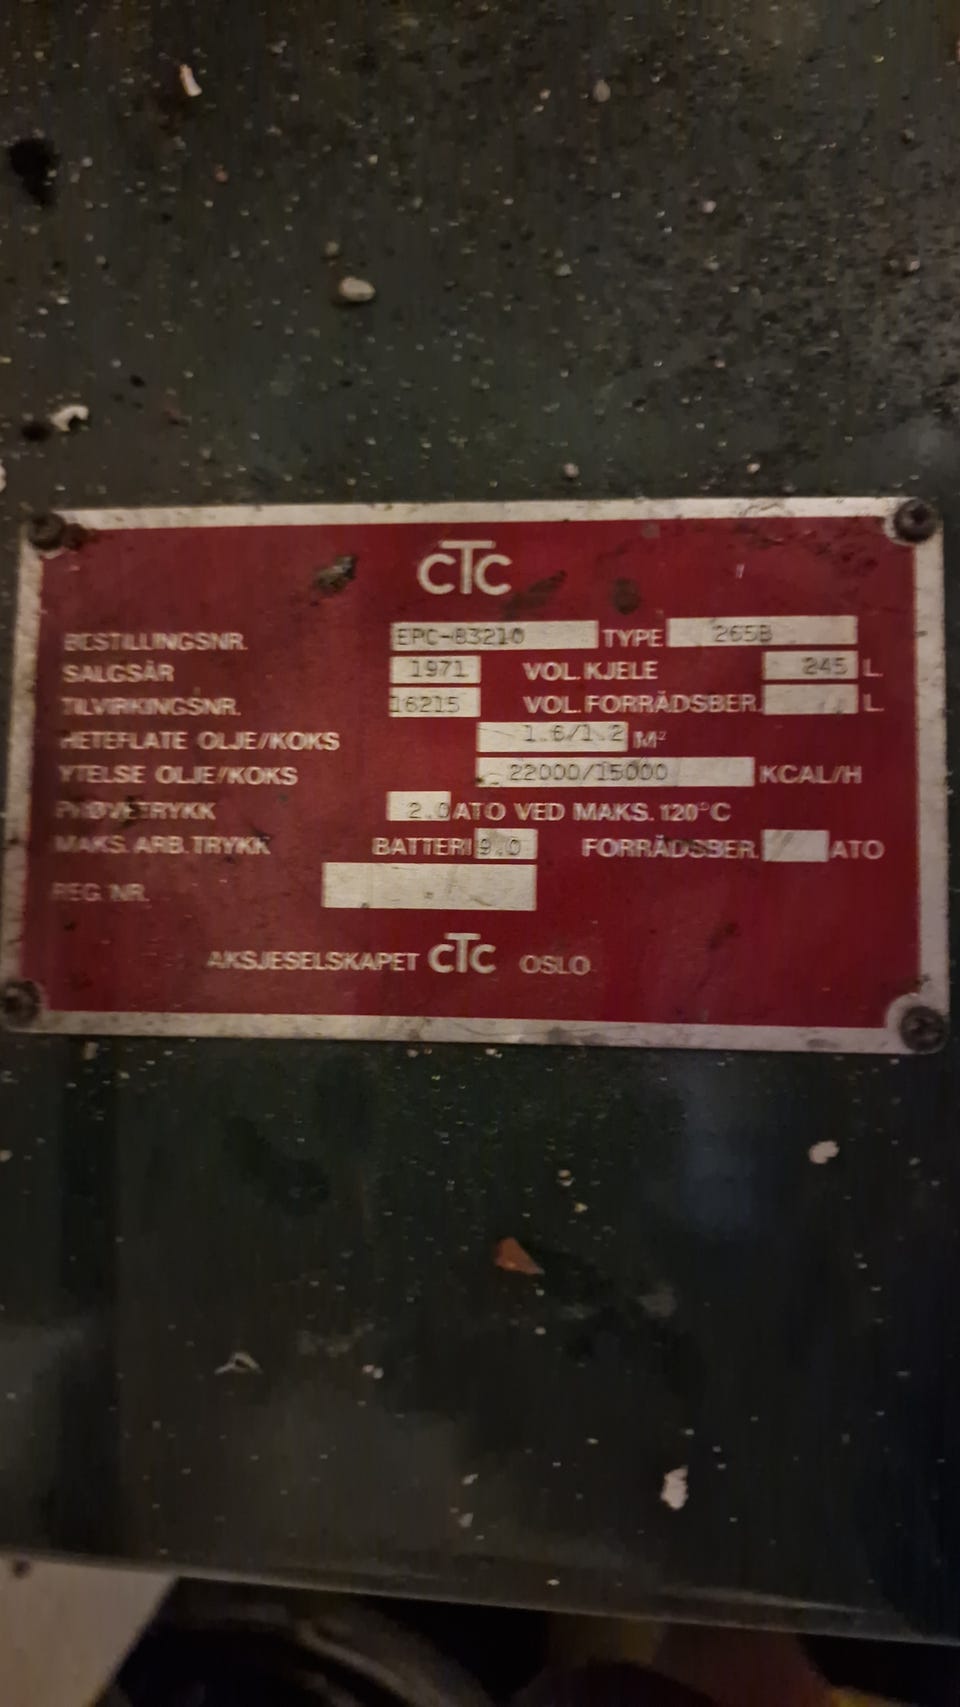 CTC
BESTILLINGSNR. EPC-83210 TYPE 265B
SALGSÅR 1971 VOL. KJELE 245 L.
TILVIRKINGSNR. 16215 VOL. FORRÅDSBER. L.
HETEFLATE OLJE/KOKS 1.6/1.2 M²
YTELSE OLJE/KOKS 22000/15000 KCAL/H
PRØVETRYKK 2.0 ATO VED MAKS. 120°C
MAKS. ARB. TRYKK BATTERI 9.0 FORRÅDSBER. ATO
REG. NR.
AKSJESELSKAPET CTC OSLO